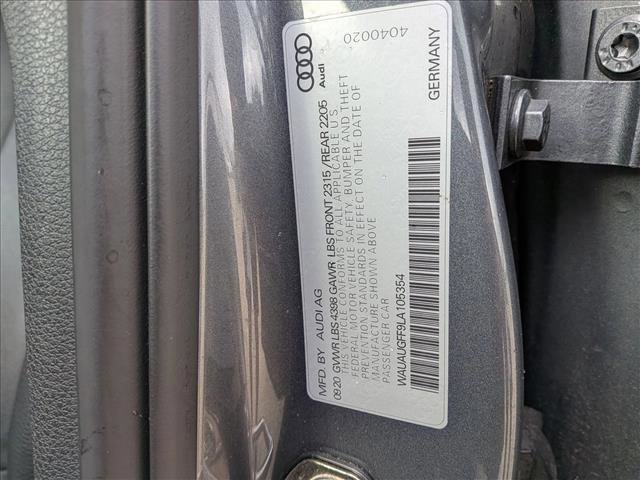 MFD. BY AUDI AG
09.20 GVWR LBS 4398 GAWR LBS FRONT 2315 / REAR 2205
THIS VEHICLE CONFORMS TO ALL APPLICABLE U.S.
FEDERAL MOTOR VEHICLE SAFETY, BUMPER AND THEFT
PREVENTION STANDARDS IN EFFECT ON THE DATE OF
MANUFACTURE SHOWN ABOVE
PASSENGER CAR
WAUAUGFF9LA105354
Audi
4040020
GERMANY